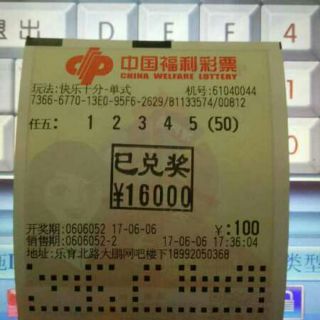 退出
D
E
4
中国福利彩票
CHINA WELFARE LOTTERY
玩法:快乐十分-单式 机号:61040044
7366-6770-13E0-95F6-2629/81133574/00812
任五: 1 2 3 4 5 (50)
已兑奖
¥16000
开奖期:0606052 17-06-06 ¥:100
销售期:0606052-2 17-06-06 17:36:04
地址:乐育北路大鹏网吧楼下18992050368
类型